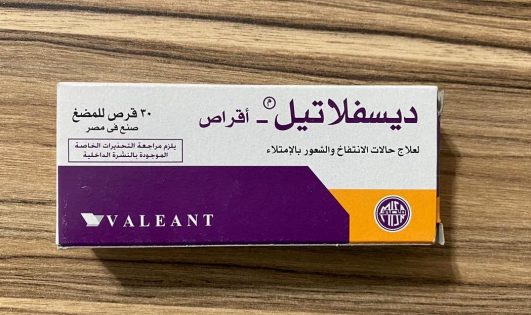 ديسفلاتيل® - أقراص
لعلاج حالات الانتفاخ والشعور بالإمتلاء
٣٠ قرص للمضغ
صنع فى مصر
يلزم مراجعة التحذيرات الخاصة
الموجودة بالنشرة الداخلية
VALEANT